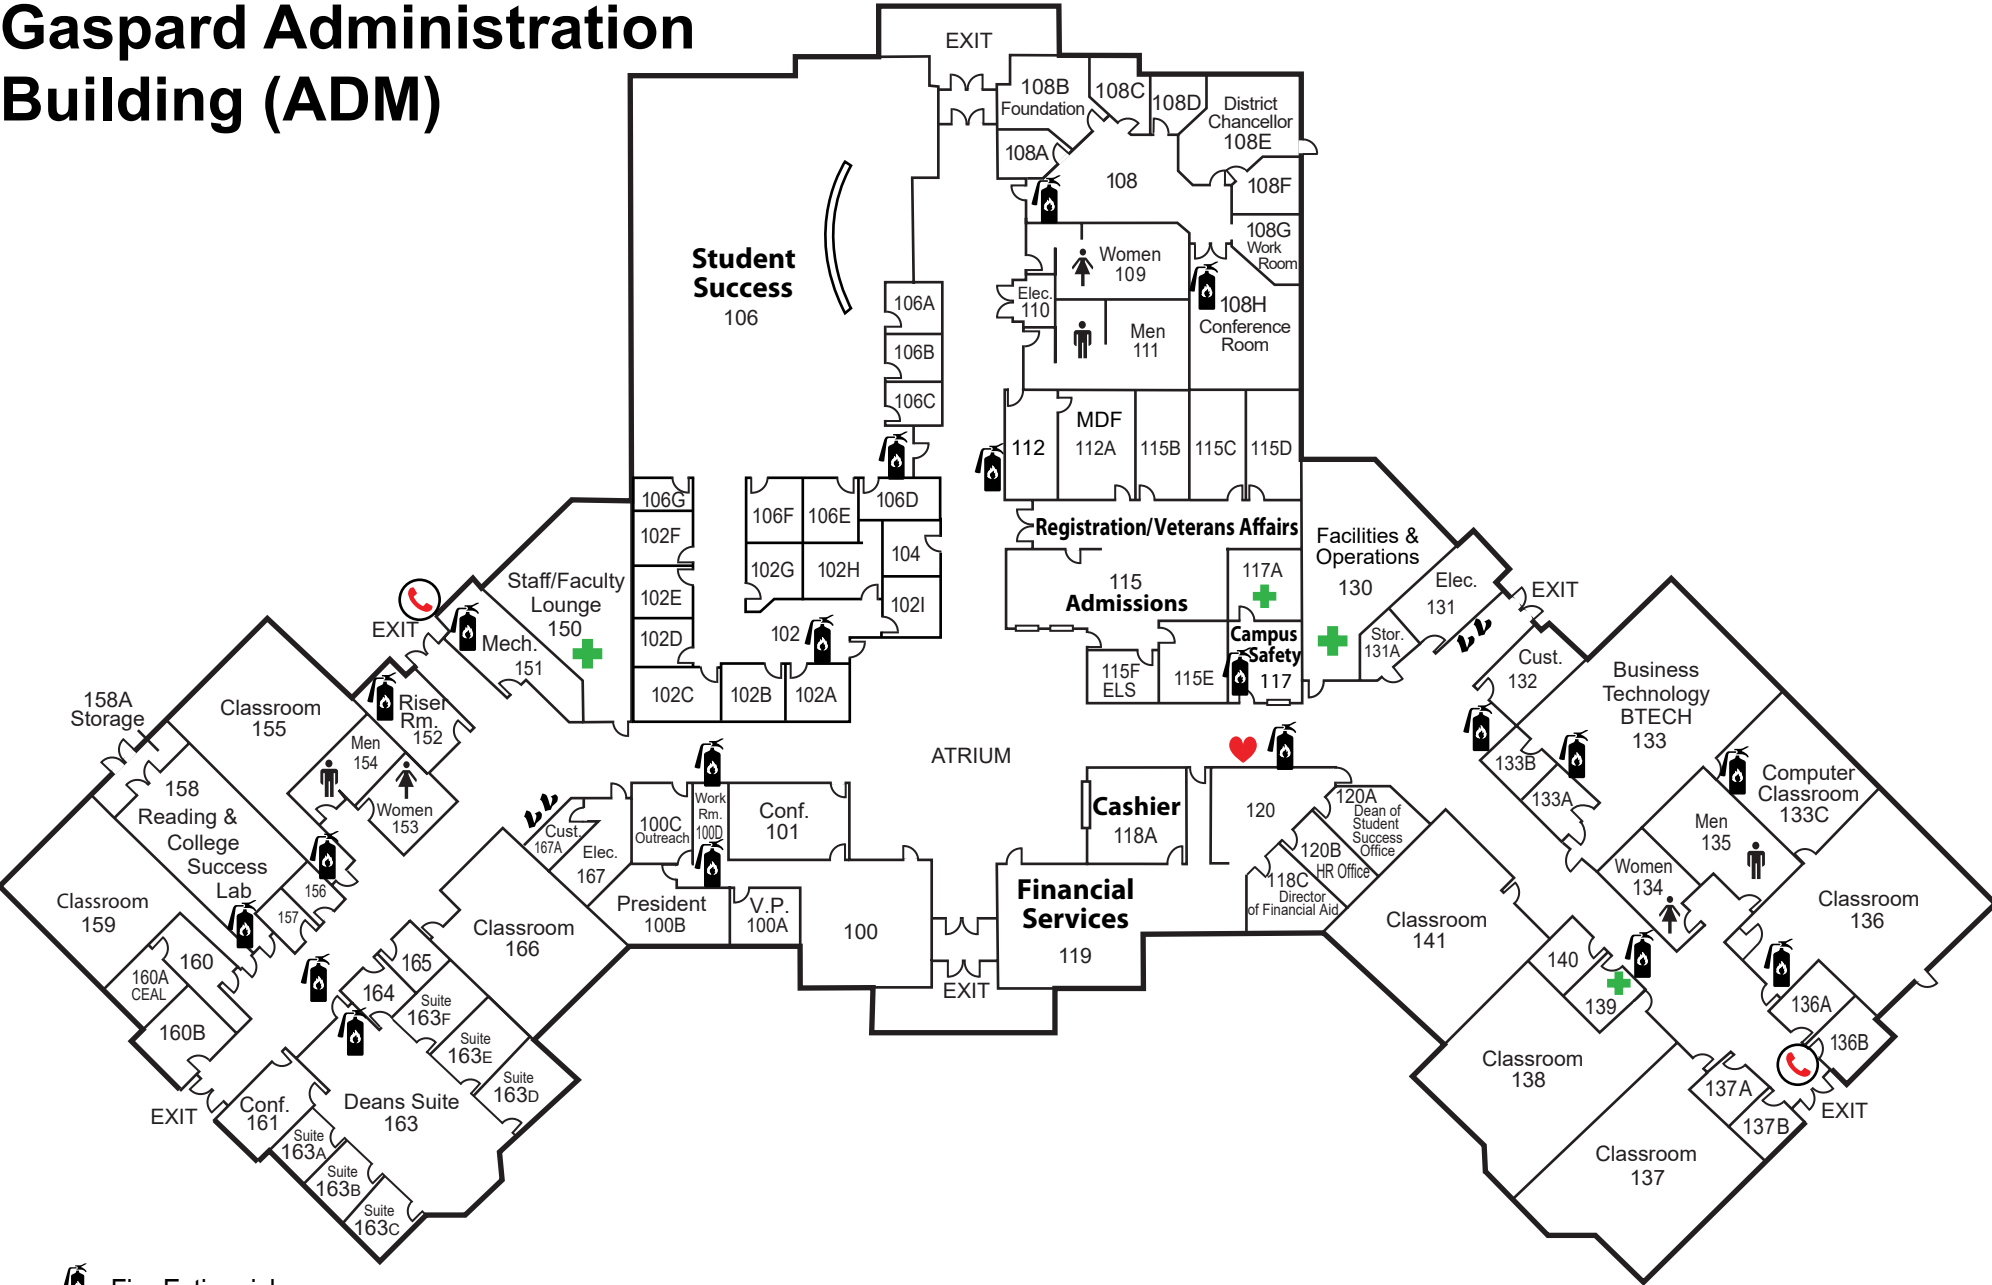 Gaspard Administration
Building (ADM)
EXIT
108B
Foundation
108C
108D
District
Chancellor
108E
108A
108
108F
108G
Work
Room
Women
109
Elec.
110
108H
Conference
Room
Men
111
Student
Success
106
106A
106B
106C
112
MDF
112A
115B
115C
115D
106G
106F
106E
106D
102F
102G
102H
104
102E
102I
102D
102
102C
102B
102A
Registration/Veterans Affairs
115
Admissions
117A
Campus
Safety
117
115F
ELS
115E
Facilities &
Operations
130
Elec.
131
Stor.
131A
EXIT
Cust.
132
Business
Technology
BTECH
133
133B
133A
Computer
Classroom
133C
Men
135
Women
134
Classroom
136
136A
136B
EXIT
137A
137B
Classroom
137
Classroom
138
139
140
Classroom
141
Staff/Faculty
Lounge
150
EXIT
Mech.
151
Riser
Rm.
152
158A
Storage
Classroom
155
Men
154
Women
153
158
Reading &
College
Success
Lab
156
157
Classroom
159
160
160A
CEAL
160B
EXIT
Conf.
161
Deans Suite
163
Suite
163A
Suite
163B
Suite
163C
Suite
163D
Suite
163E
Suite
163F
164
165
Classroom
166
Cust.
167A
Elec.
167
100C
Outreach
Work
Rm.
100D
Conf.
101
President
100B
V.P.
100A
100
ATRIUM
EXIT
Cashier
118A
Financial
Services
119
120
120A
Dean of
Student
Success
Office
120B
HR Office
118C
Director
of Financial Aid